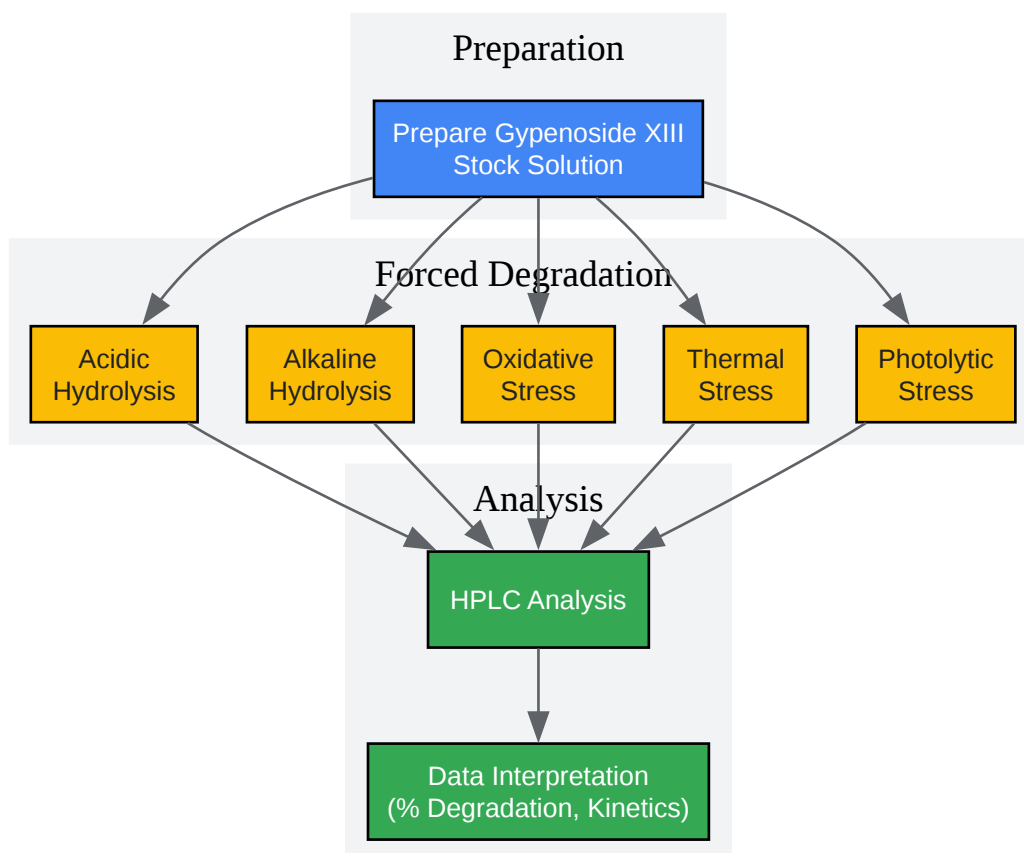 Preparation
Prepare Gypenoside XIII
Stock Solution
Forced Degradation
Acidic
Hydrolysis
Alkaline
Hydrolysis
Oxidative
Stress
Thermal
Stress
Photolytic
Stress
Analysis
HPLC Analysis
Data Interpretation
(% Degradation, Kinetics)